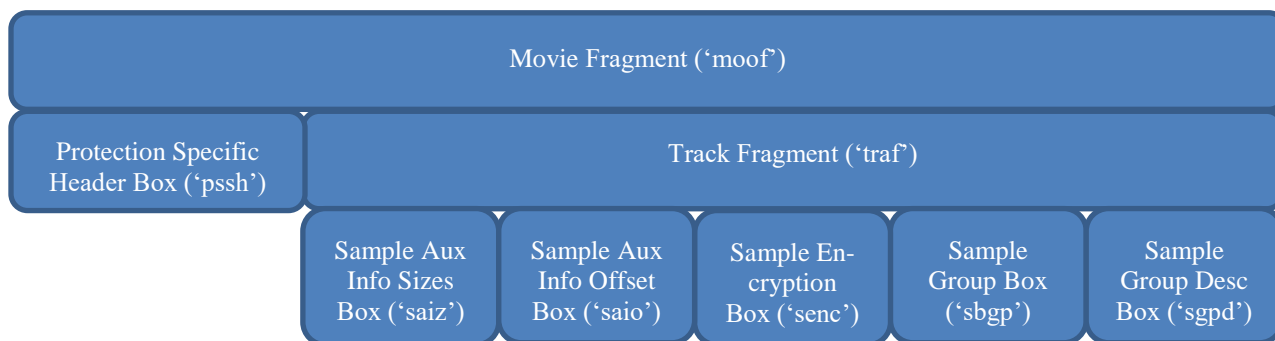 Movie Fragment (‘moof’)
Protection Specific
Header Box (‘pssh’)
Track Fragment (‘traf’)
Sample Aux
Info Sizes
Box (‘saiz’)
Sample Aux
Info Offset
Box (‘saio’)
Sample En-
cryption
Box (‘senc’)
Sample
Group Box
(‘sbgp’)
Sample
Group Desc
Box (‘sgpd’)